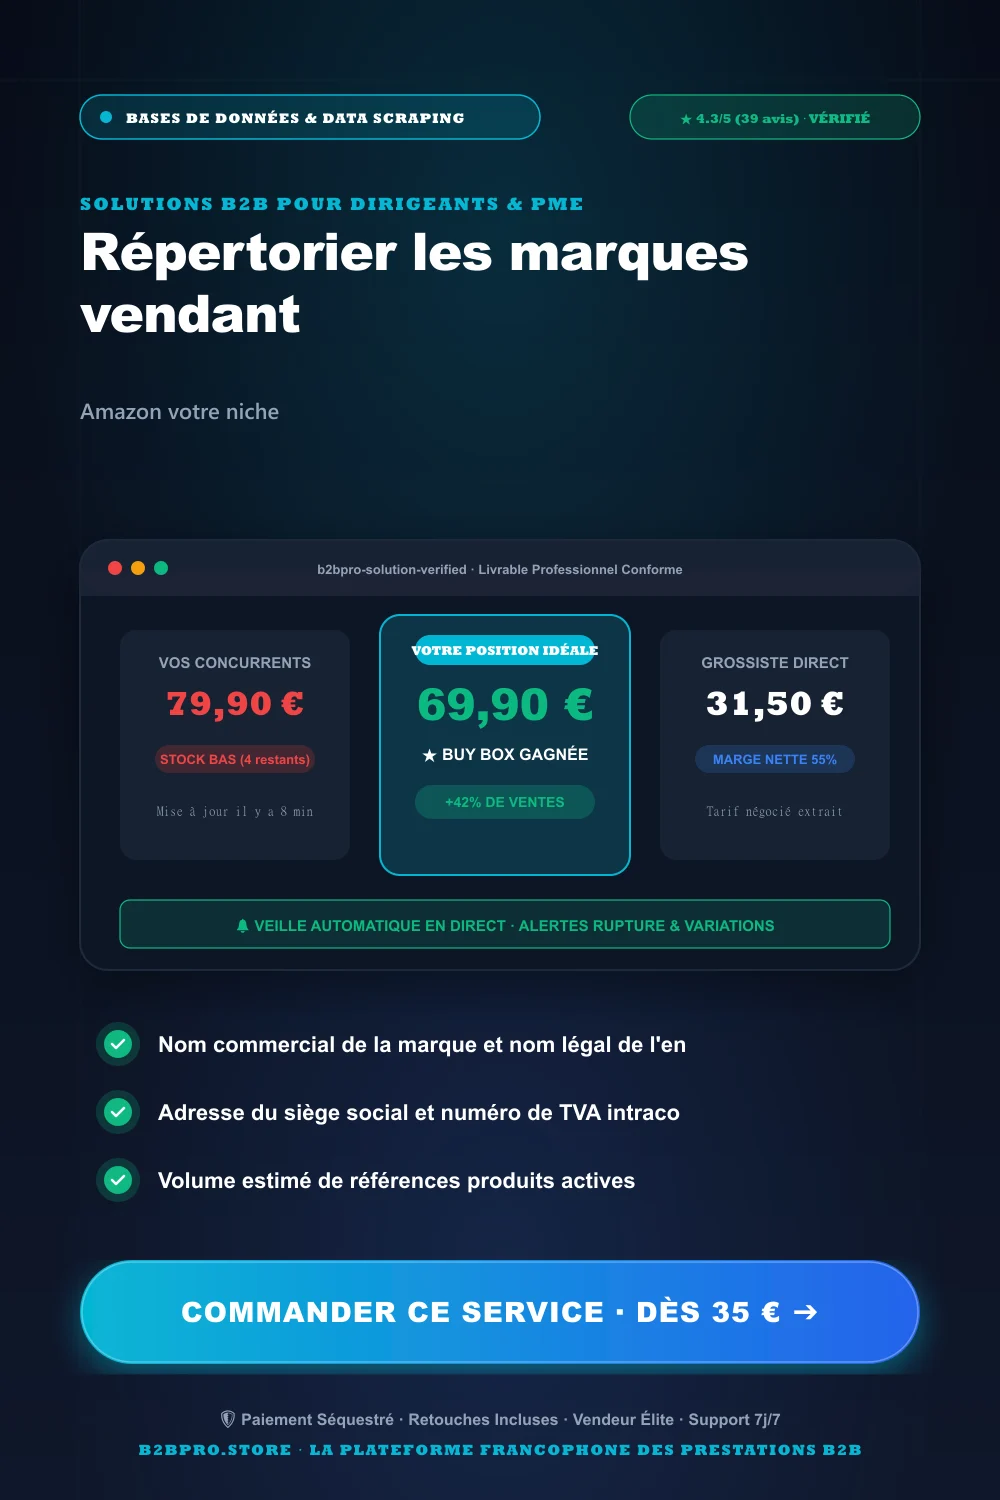 BASES DE DONNÉES & DATA SCRAPING
★ 4.3/5 (39 avis) · VÉRIFIÉ
SOLUTIONS B2B POUR DIRIGEANTS & PME
Répertorier les marques
vendant
Amazon votre niche
b2bpro-solution-verified · Livrable Professionnel Conforme
VOS CONCURRENTS
79,90 €
STOCK BAS (4 restants)
Mise à jour il y a 8 min
VOTRE POSITION IDÉALE
69,90 €
★ BUY BOX GAGNÉE
+42% DE VENTES
GROSSISTE DIRECT
31,50 €
MARGE NETTE 55%
Tarif négocié extrait
🔔 VEILLE AUTOMATIQUE EN DIRECT · ALERTES RUPTURE & VARIATIONS
Nom commercial de la marque et nom légal de l'en
Adresse du siège social et numéro de TVA intraco
Volume estimé de références produits actives
COMMANDER CE SERVICE · DÈS 35 € →
🛡 Paiement Séquestré · Retouches Incluses · Vendeur Élite · Support 7j/7
B2BPRO.STORE · LA PLATEFORME FRANCOPHONE DES PRESTATIONS B2B